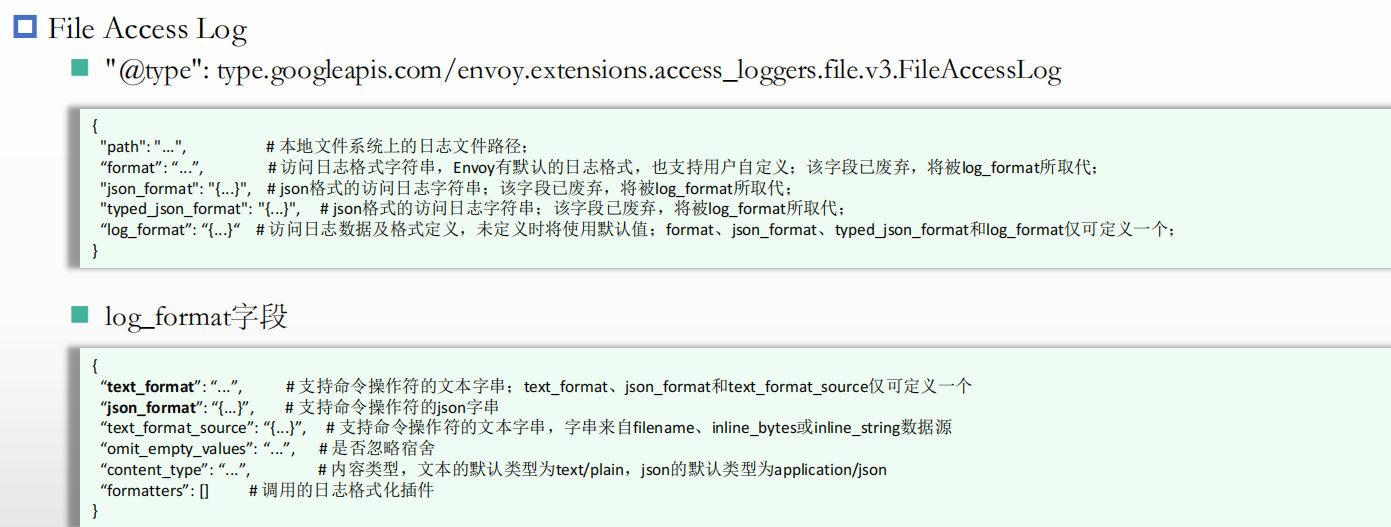 File Access Log
"@type": type.googleapis.com/envoy.extensions.access_loggers.file.v3.FileAccessLog
{
"path": "...", # 本地文件系统上的日志文件路径；
“format”: “...”, # 访问日志格式字符串，Envoy有默认的日志格式，也支持用户自定义；该字段已废弃，将被log_format所取代；
"json_format": "{...}", # json格式的访问日志字符串；该字段已废弃，将被log_format所取代；
"typed_json_format": "{...}", # json格式的访问日志字符串；该字段已废弃，将被log_format所取代；
“log_format”: “{...}“ # 访问日志数据及格式定义，未定义时将使用默认值；format、json_format、typed_json_format和log_format仅可定义一个；
}
log_format字段
{
“text_format”: “...”, # 支持命令操作符的文本字串；text_format、json_format和text_format_source仅可定义一个
“json_format”: “{...}”, # 支持命令操作符的json字串
“text_format_source”: “{...}”, # 支持命令操作符的文本字串，字串来自filename、inline_bytes或inline_string数据源
“omit_empty_values”: “...”, # 是否忽略宿舍
“content_type”: “...”, # 内容类型，文本的默认类型为text/plain，json的默认类型为application/json
“formatters”: [] # 调用的日志格式化插件
}